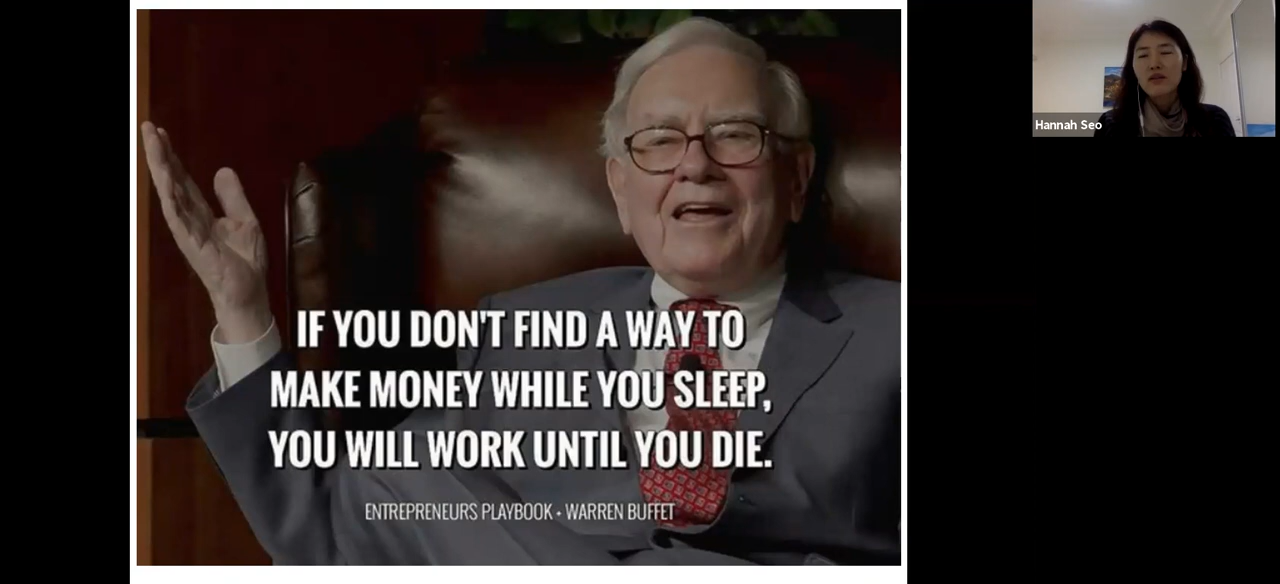 IF YOU DON'T FIND A WAY TO
MAKE MONEY WHILE YOU SLEEP,
YOU WILL WORK UNTIL YOU DIE.
ENTREPRENEURS PLAYBOOK • WARREN BUFFET
Hannah Seo